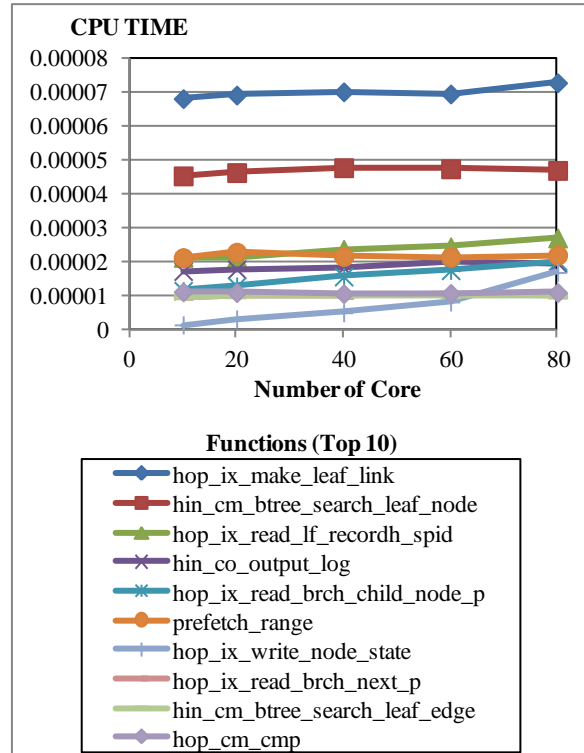 CPU TIME
0.00008
0.00007
0.00006
0.00005
0.00004
0.00003
0.00002
0.00001
0
0 20 40 60 80
Number of Core
Functions (Top 10)
hop_ix_make_leaf_link
hin_cm_btree_search_leaf_node
hop_ix_read_lf_recordh_spid
hin_co_output_log
hop_ix_read_brch_child_node_p
prefetch_range
hop_ix_write_node_state
hop_ix_read_brch_next_p
hin_cm_btree_search_leaf_edge
hop_cm_cmp